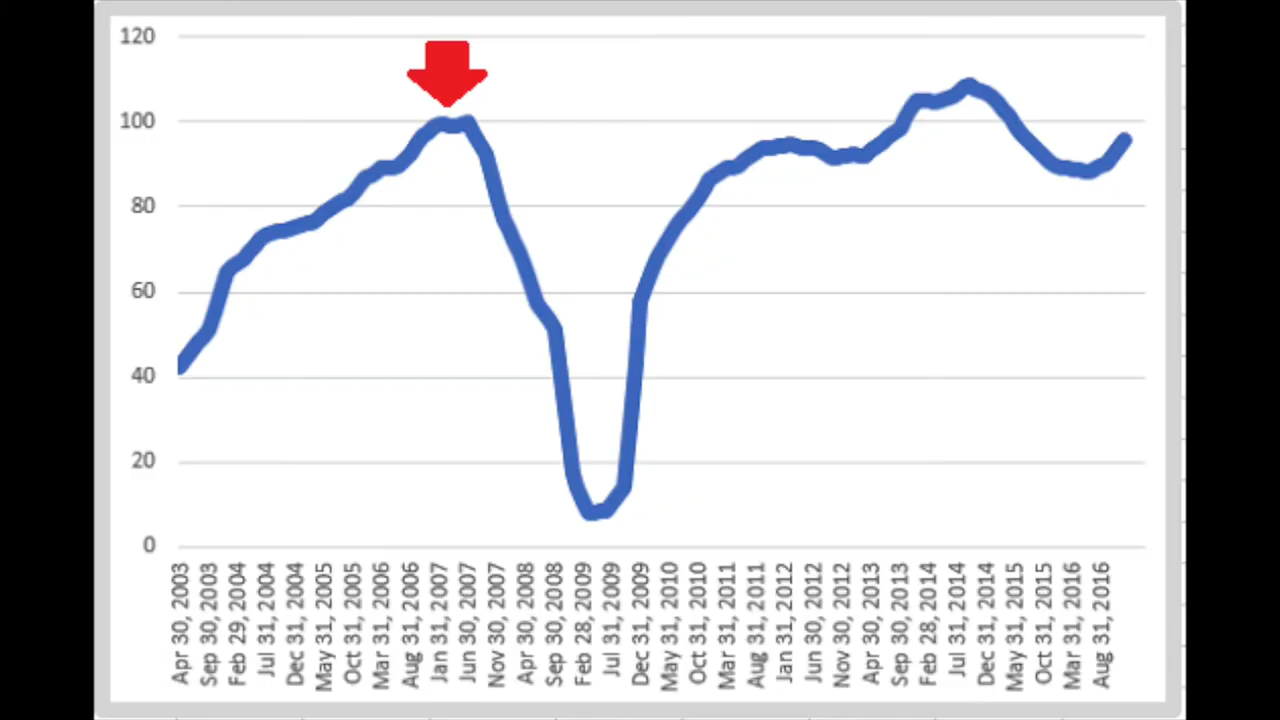 120
100
80
60
40
20
0
Apr 30, 2003
Sep 30, 2003
Feb 29, 2004
Jul 31, 2004
Dec 31, 2004
May 31, 2005
Oct 31, 2005
Mar 31, 2006
Aug 31, 2006
Jan 31, 2007
Jun 30, 2007
Nov 30, 2007
Apr 30, 2008
Sep 30, 2008
Feb 28, 2009
Jul 31, 2009
Dec 31, 2009
May 31, 2010
Oct 31, 2010
Mar 31, 2011
Aug 31, 2011
Jan 31, 2012
Jun 30, 2012
Nov 30, 2012
Apr 30, 2013
Sep 30, 2013
Feb 28, 2014
Jul 31, 2014
Dec 31, 2014
May 31, 2015
Oct 31, 2015
Mar 31, 2016
Aug 31, 2016